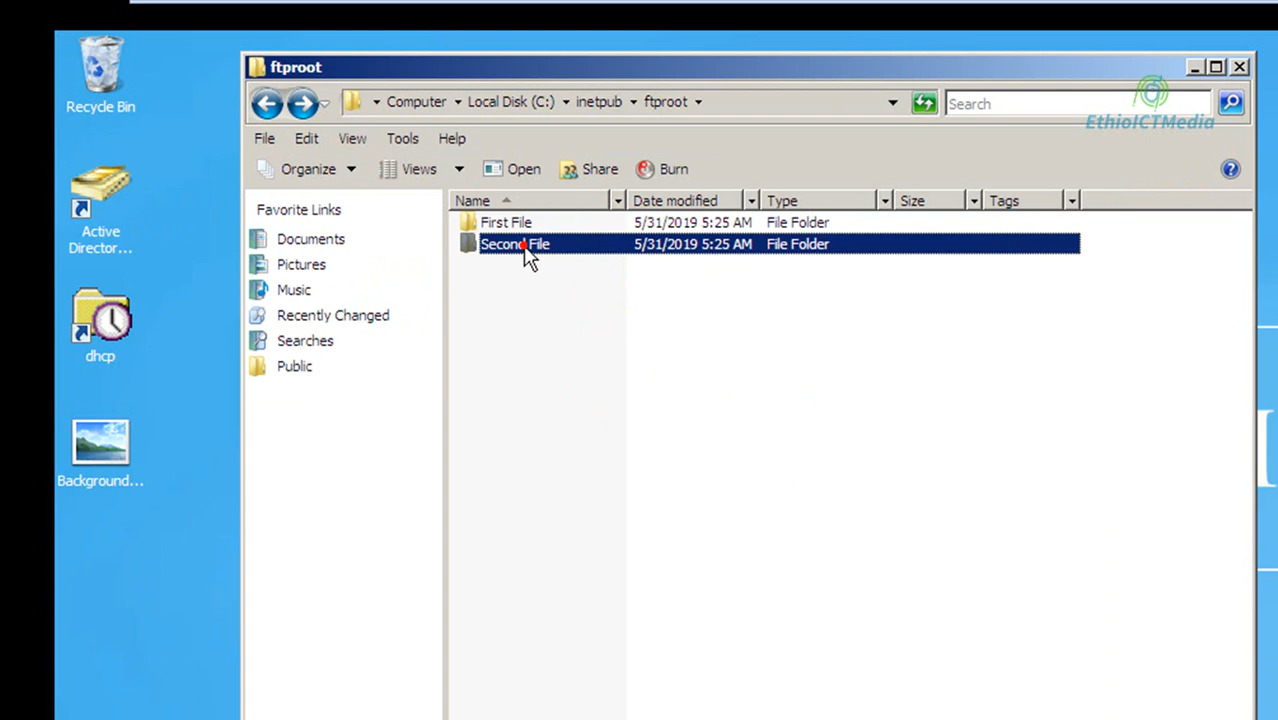 Recycle Bin
Active
Director...
dhcp
Background...
ftproot
Computer Local Disk (C:) inetpub ftproot
Search
EthioICTMedia
File Edit View Tools Help
Organize Views Open Share Burn
Favorite Links
Documents
Pictures
Music
Recently Changed
Searches
Public
Name Date modified Type Size Tags
First File 5/31/2019 5:25 AM File Folder
Second File 5/31/2019 5:25 AM File Folder